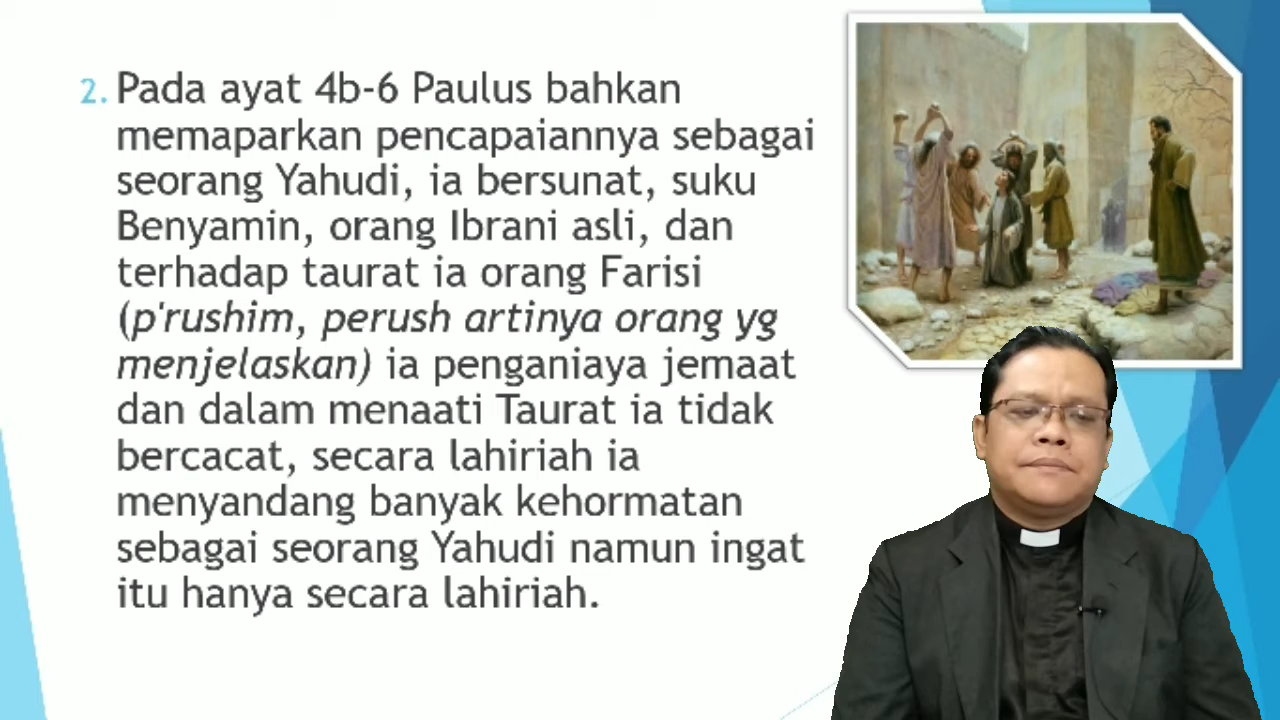 2. Pada ayat 4b-6 Paulus bahkan
memaparkan pencapaiannya sebagai
seorang Yahudi, ia bersunat, suku
Benyamin, orang Ibrani asli, dan
terhadap taurat ia orang Farisi
(p'rushim, perush artinya orang yg
menjelaskan) ia penganiaya jemaat
dan dalam menaati Taurat ia tidak
bercacat, secara lahiriah ia
menyandang banyak kehormatan
sebagai seorang Yahudi namun ingat
itu hanya secara lahiriah.